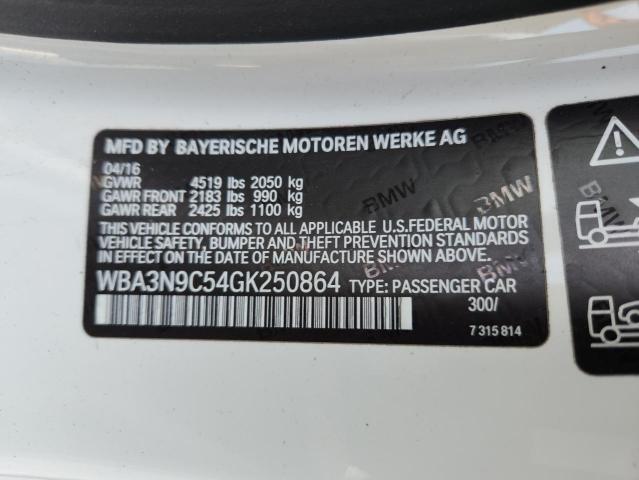 MFD BY BAYERISCHE MOTOREN WERKE AG
04/16
GVWR 4519 lbs 2050 kg
GAWR FRONT 2183 lbs 990 kg
GAWR REAR 2425 lbs 1100 kg
THIS VEHICLE CONFORMS TO ALL APPLICABLE U.S.FEDERAL MOTOR
VEHICLE SAFETY, BUMPER AND THEFT PREVENTION STANDARDS
IN EFFECT ON THE DATE OF MANUFACTURE SHOWN ABOVE.
WBA3N9C54GK250864 TYPE: PASSENGER CAR
300/
7 315 814
BMW
BMW